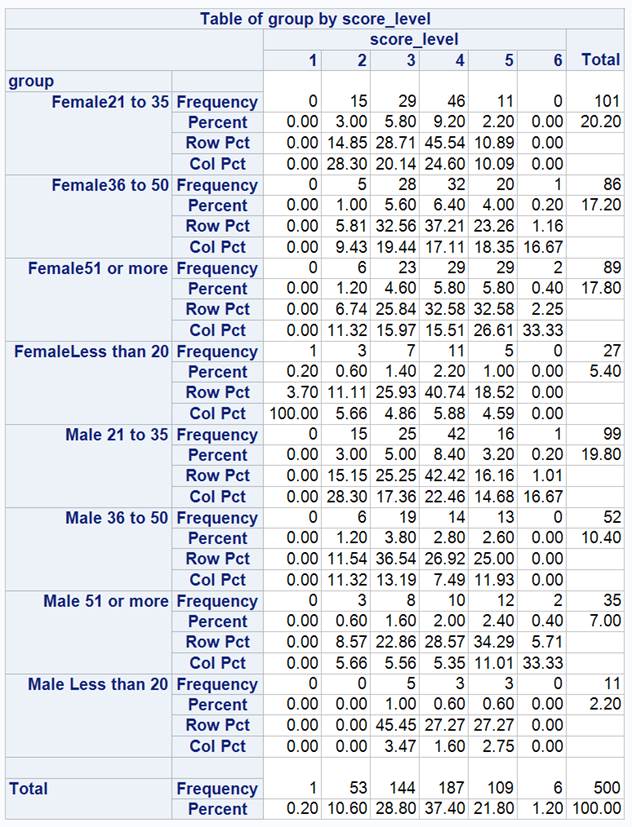 Table of group by score_level
score_level
1 2 3 4 5 6 Total
group
Female21 to 35 Frequency 0 15 29 46 11 0 101
Percent 0.00 3.00 5.80 9.20 2.20 0.00 20.20
Row Pct 0.00 14.85 28.71 45.54 10.89 0.00
Col Pct 0.00 28.30 20.14 24.60 10.09 0.00
Female36 to 50 Frequency 0 5 28 32 20 1 86
Percent 0.00 1.00 5.60 6.40 4.00 0.20 17.20
Row Pct 0.00 5.81 32.56 37.21 23.26 1.16
Col Pct 0.00 9.43 19.44 17.11 18.35 16.67
Female51 or more Frequency 0 6 23 29 29 2 89
Percent 0.00 1.20 4.60 5.80 5.80 0.40 17.80
Row Pct 0.00 6.74 25.84 32.58 32.58 2.25
Col Pct 0.00 11.32 15.97 15.51 26.61 33.33
FemaleLess than 20 Frequency 1 3 7 11 5 0 27
Percent 0.20 0.60 1.40 2.20 1.00 0.00 5.40
Row Pct 3.70 11.11 25.93 40.74 18.52 0.00
Col Pct 100.00 5.66 4.86 5.88 4.59 0.00
Male 21 to 35 Frequency 0 15 25 42 16 1 99
Percent 0.00 3.00 5.00 8.40 3.20 0.20 19.80
Row Pct 0.00 15.15 25.25 42.42 16.16 1.01
Col Pct 0.00 28.30 17.36 22.46 14.68 16.67
Male 36 to 50 Frequency 0 6 19 14 13 0 52
Percent 0.00 1.20 3.80 2.80 2.60 0.00 10.40
Row Pct 0.00 11.54 36.54 26.92 25.00 0.00
Col Pct 0.00 11.32 13.19 7.49 11.93 0.00
Male 51 or more Frequency 0 3 8 10 12 2 35
Percent 0.00 0.60 1.60 2.00 2.40 0.40 7.00
Row Pct 0.00 8.57 22.86 28.57 34.29 5.71
Col Pct 0.00 5.66 5.56 5.35 11.01 33.33
Male Less than 20 Frequency 0 0 5 3 3 0 11
Percent 0.00 0.00 1.00 0.60 0.60 0.00 2.20
Row Pct 0.00 0.00 45.45 27.27 27.27 0.00
Col Pct 0.00 0.00 3.47 1.60 2.75 0.00
Total Frequency 1 53 144 187 109 6 500
Percent 0.20 10.60 28.80 37.40 21.80 1.20 100.00